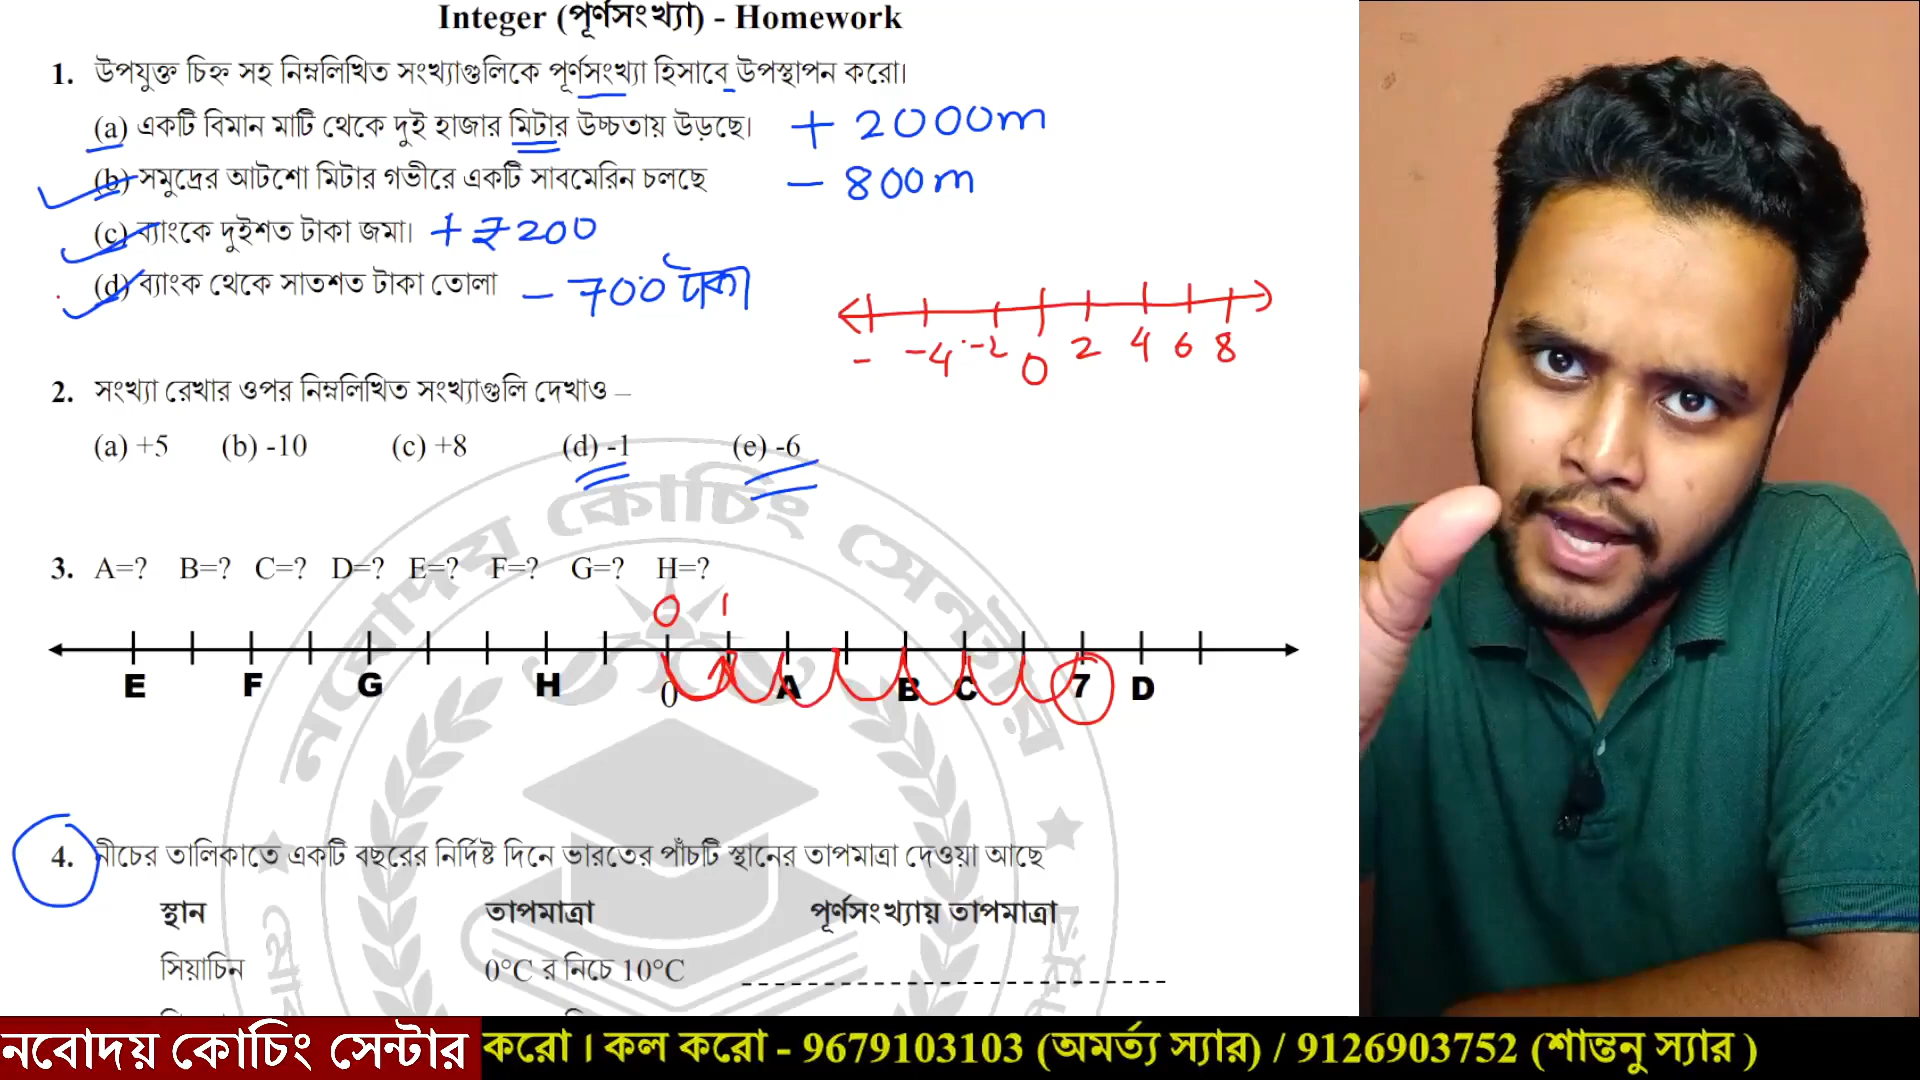 Integer (পূর্ণসংখ্যা) - Homework
1. উপযুক্ত চিহ্ন সহ নিম্নলিখিত সংখ্যাগুলিকে পূর্ণসংখ্যা হিসাবে উপস্থাপন করো।
(a) একটি বিমান মাটি থেকে দুই হাজার মিটার উচ্চতায় উড়ছে। + 2000m
(b) সমুদ্রের আটশো মিটার গভীরে একটি সাবমেরিন চলছে - 800m
(c) ব্যাংকে দুইশত টাকা জমা। + ₹ 200
(d) ব্যাংক থেকে সাতশত টাকা তোলা - 700 টাকা
- -4 -2 0 2 4 6 8
2. সংখ্যা রেখার ওপর নিম্নলিখিত সংখ্যাগুলি দেখাও –
(a) +5 (b) -10 (c) +8 (d) -1 (e) -6
3. A=? B=? C=? D=? E=? F=? G=? H=?
0 1
E F G H 0 A B C 7 D
নবোদয় কোচিং সেন্টার
4. নীচের তালিকাতে একটি বছরের নির্দিষ্ট দিনে ভারতের পাঁচটি স্থানের তাপমাত্রা দেওয়া আছে
স্থান তাপমাত্রা পূর্ণসংখ্যায় তাপমাত্রা
সিয়াচিন 0°C র নিচে 10°C
নবোদয় কোচিং সেন্টার করো । কল করো - 9679103103 (অমর্ত্য স্যার) / 9126903752 (শান্তনু স্যার )